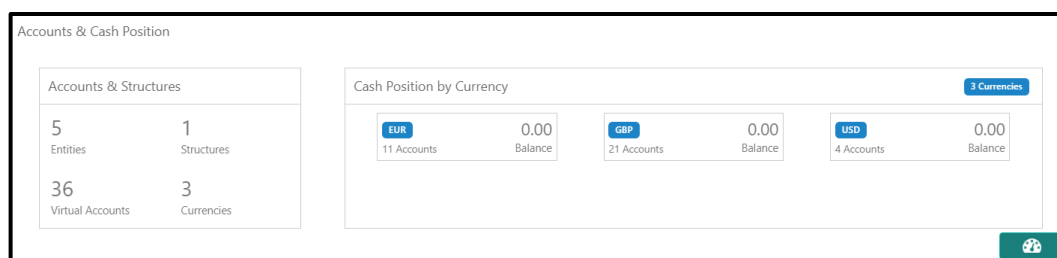 Accounts & Cash Position
Accounts & Structures
5 1
Entities Structures
36 3
Virtual Accounts Currencies
Cash Position by Currency 3 Currencies
EUR 0.00
11 Accounts Balance
GBP 0.00
21 Accounts Balance
USD 0.00
4 Accounts Balance